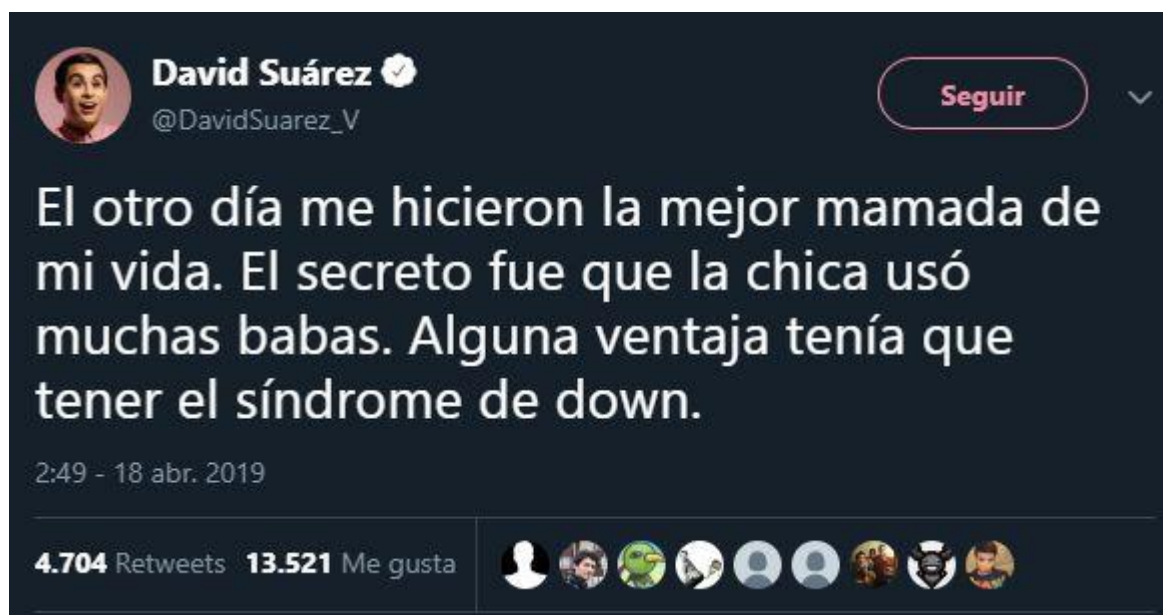 David Suárez
@DavidSuarez_V
Seguir
El otro día me hicieron la mejor mamada de
mi vida. El secreto fue que la chica usó
muchas babas. Alguna ventaja tenía que
tener el síndrome de down.
2:49 - 18 abr. 2019
4.704 Retweets 13.521 Me gusta